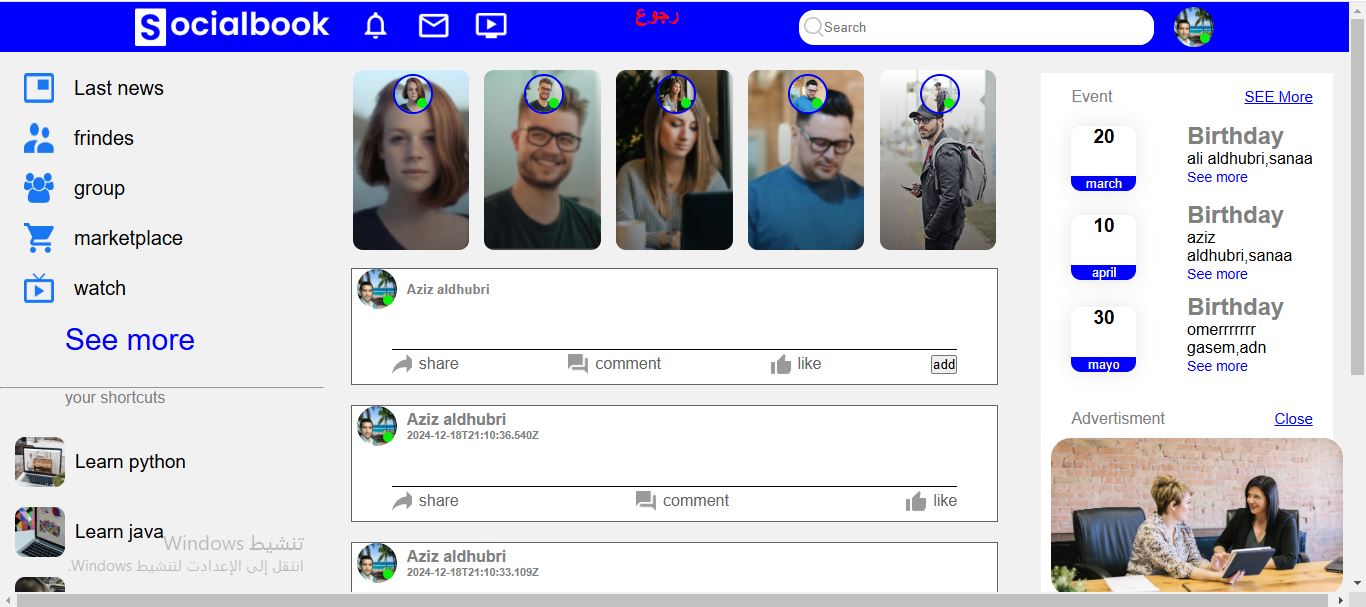 Socialbook
رجوع
Search
Last news
frindes
group
marketplace
watch
See more
your shortcuts
Learn python
Learn java
Aziz aldhubri
share
comment
like
add
Aziz aldhubri
2024-12-18T21:10:36.540Z
share
comment
like
Aziz aldhubri
2024-12-18T21:10:33.109Z
Event
SEE More
20
march
Birthday
ali aldhubri,sanaa
See more
10
april
Birthday
aziz
aldhubri,sanaa
See more
30
mayo
Birthday
omerrrrrrr
gasem,adn
See more
Advertisment
Close
تنشيط Windows
انتقل إلى الإعدادت لتنشيط Windows.